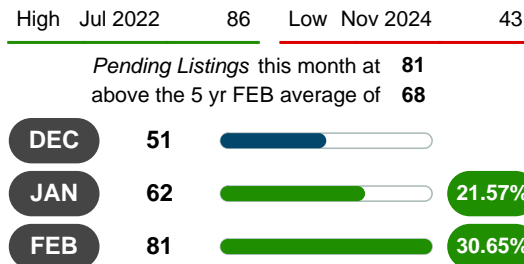 High Jul 2022 86 Low Nov 2024 43
Pending Listings this month at 81
above the 5 yr FEB average of 68
DEC 51
JAN 62 21.57%
FEB 81 30.65%